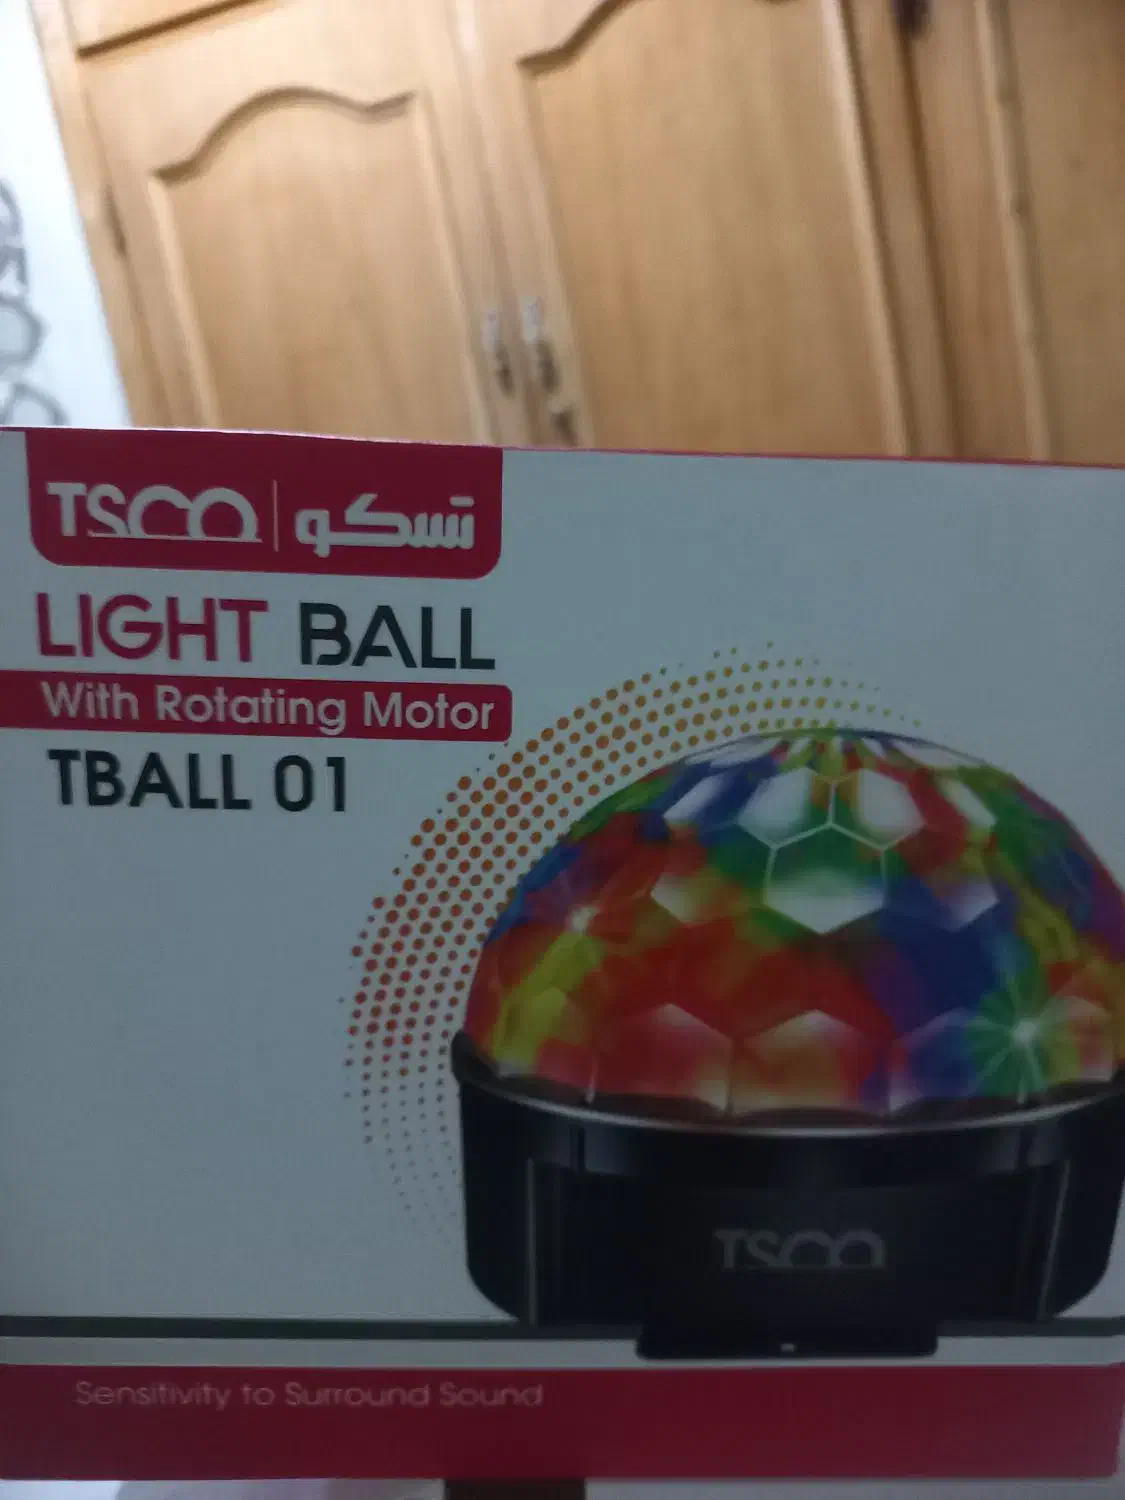 TSCO | تسکو
LIGHT BALL
With Rotating Motor
TBALL 01
TSCO
Sensitivity to Surround Sound